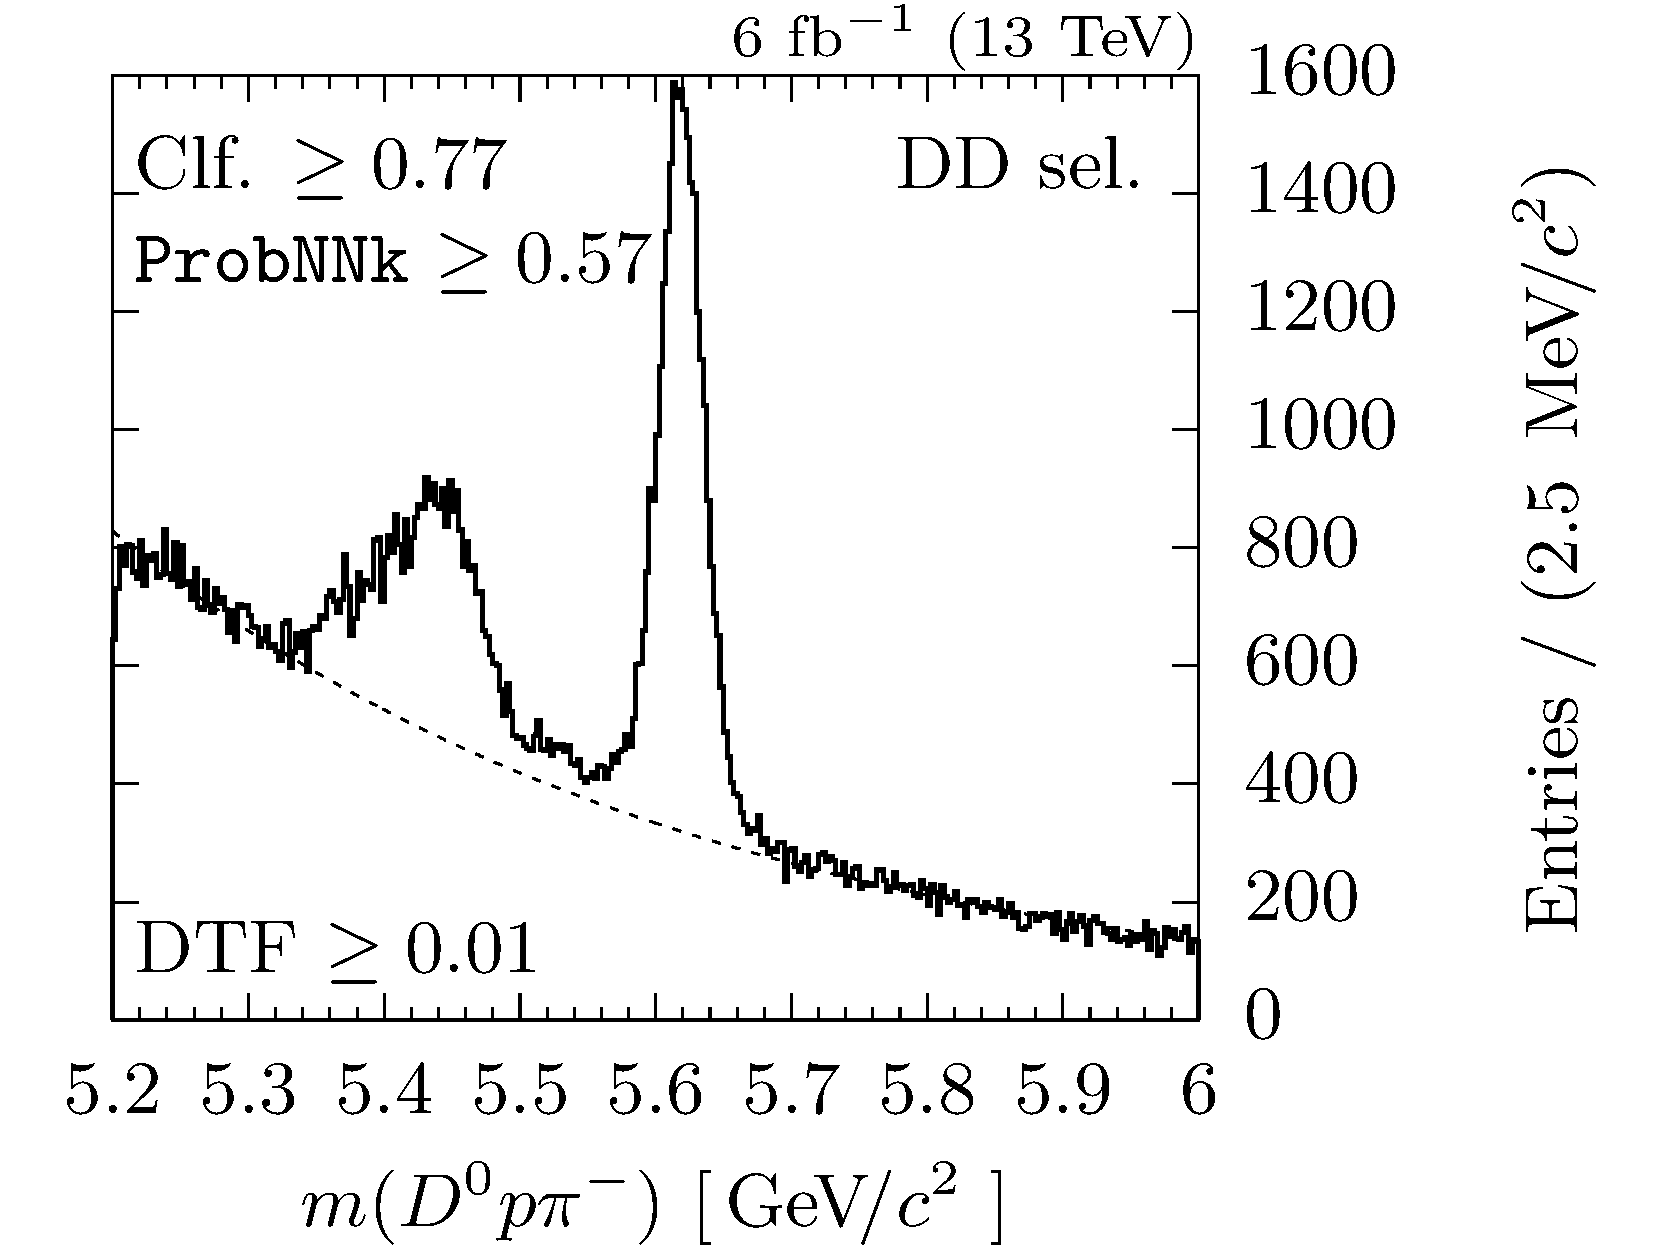 6 fb⁻¹ (13 TeV)
Clf. ≥ 0.77
DD sel.
ProbNNk ≥ 0.57
DTF ≥ 0.01
1600
1400
1200
1000
800
600
400
200
0
Entries / (2.5 MeV/c²)
5.2 5.3 5.4 5.5 5.6 5.7 5.8 5.9 6
m(D⁰pπ⁻) [ GeV/c² ]